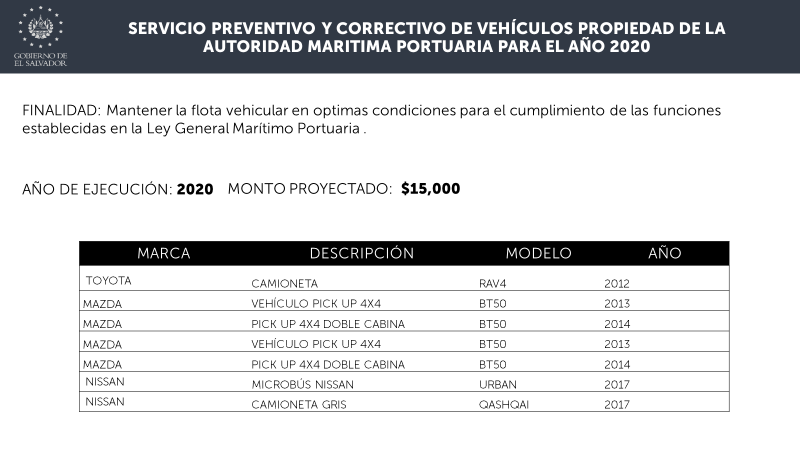 SERVICIO PREVENTIVO Y CORRECTIVO DE VEHÍCULOS PROPIEDAD DE LA
AUTORIDAD MARITIMA PORTUARIA PARA EL AÑO 2020
GOBIERNO DE
EL SALVADOR
FINALIDAD: Mantener la flota vehicular en optimas condiciones para el cumplimiento de las funciones
establecidas en la Ley General Marítimo Portuaria .
AÑO DE EJECUCIÓN: 2020 MONTO PROYECTADO: $15,000
MARCA DESCRIPCIÓN MODELO AÑO
TOYOTA CAMIONETA RAV4 2012
MAZDA VEHÍCULO PICK UP 4X4 BT50 2013
MAZDA PICK UP 4X4 DOBLE CABINA BT50 2014
MAZDA VEHÍCULO PICK UP 4X4 BT50 2013
MAZDA PICK UP 4X4 DOBLE CABINA BT50 2014
NISSAN MICROBÚS NISSAN URBAN 2017
NISSAN CAMIONETA GRIS QASHQAI 2017